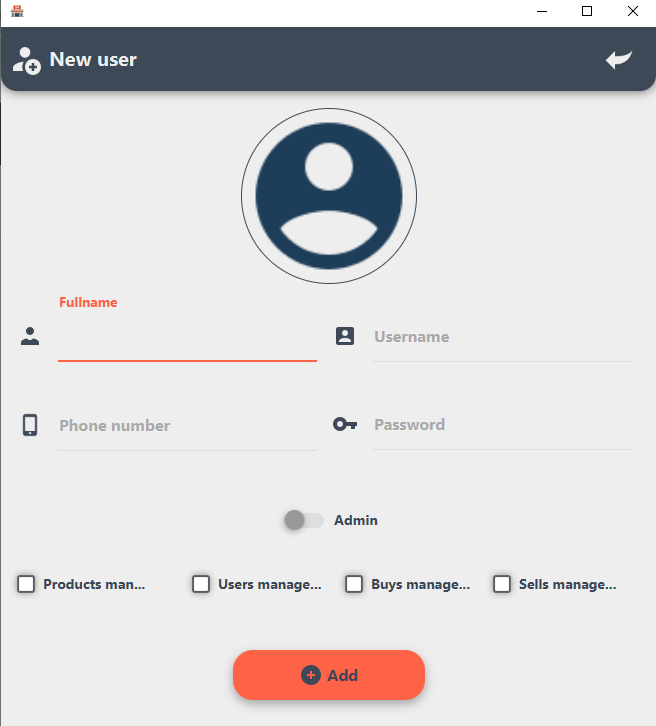 New user
Fullname
Username
Phone number
Password
Admin
Products man...
Users manage...
Buys manage...
Sells manage...
Add